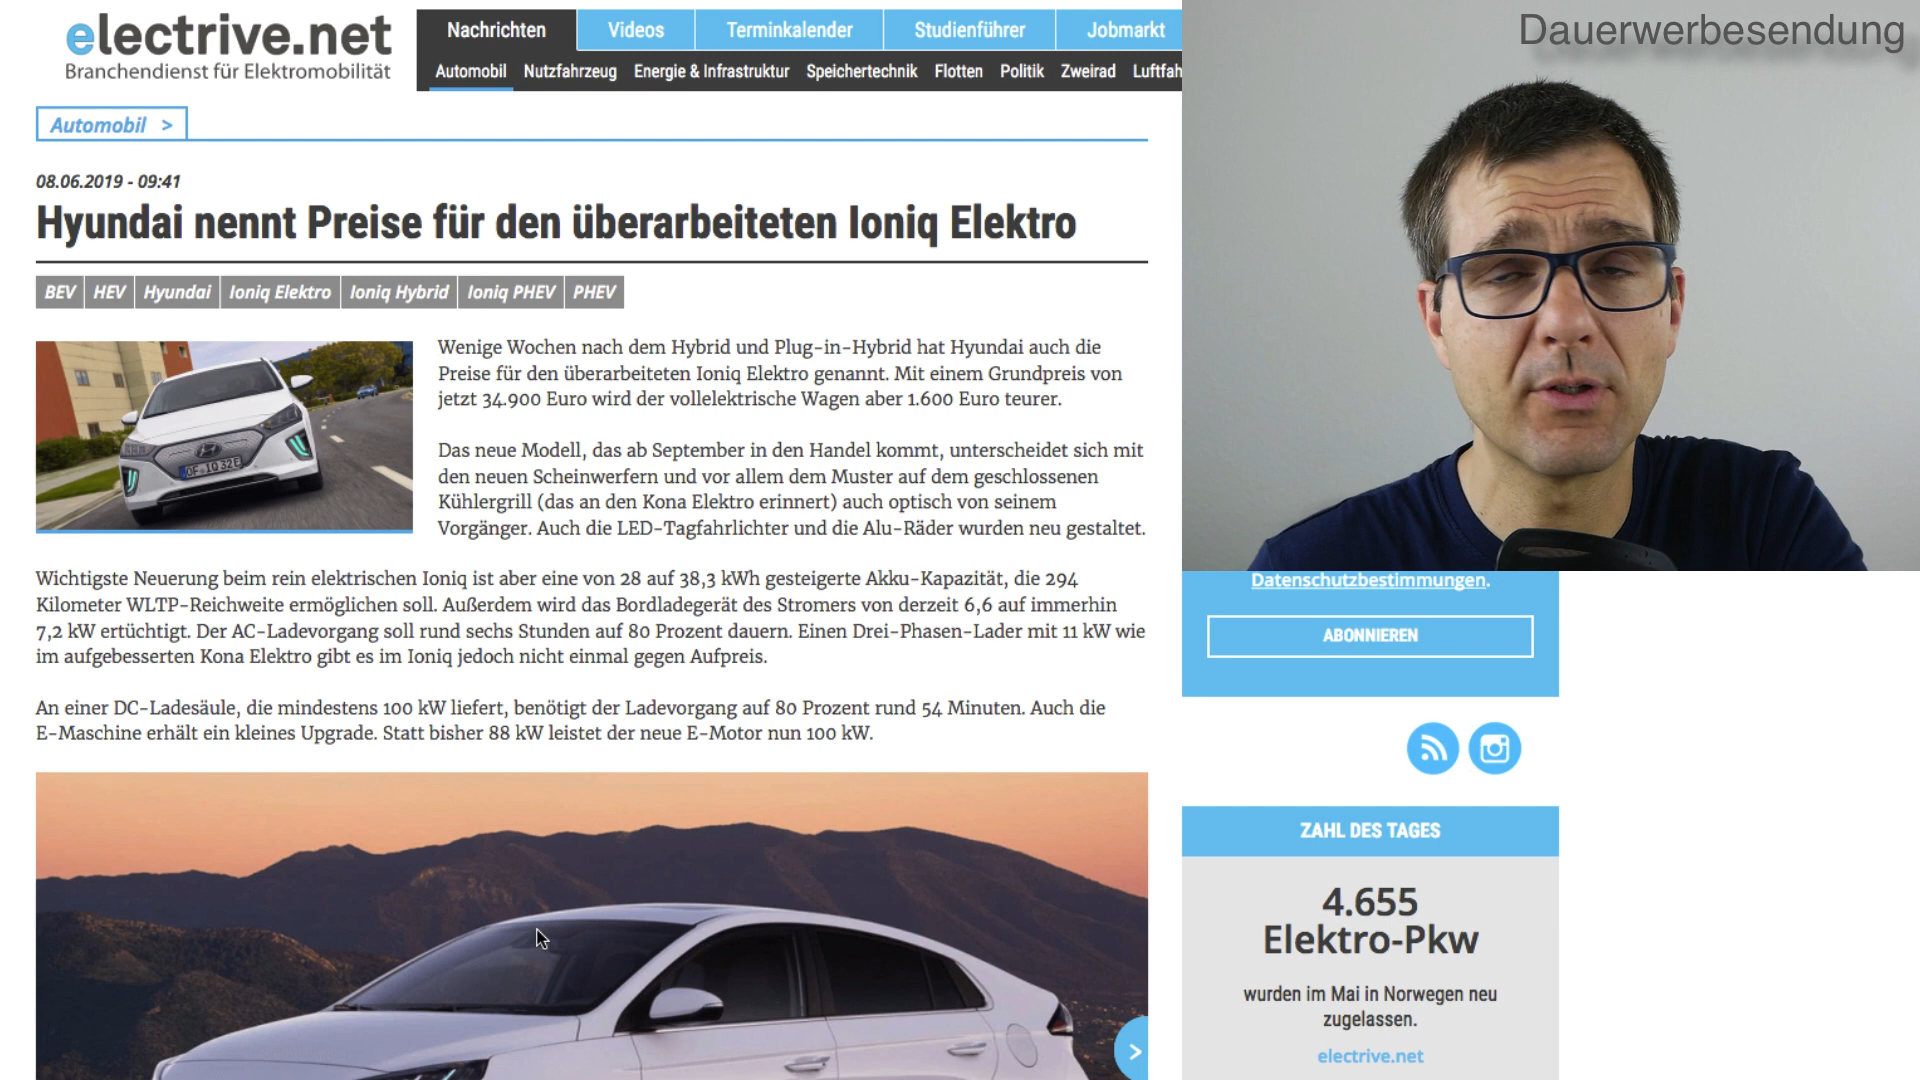 electrive.net
Branchendienst für Elektromobilität
Nachrichten
Videos
Terminkalender
Studienführer
Jobmarkt
Automobil
Nutzfahrzeug
Energie & Infrastruktur
Speichertechnik
Flotten
Politik
Zweirad
Luftfah
Dauerwerbesendung
Automobil >
08.06.2019 - 09:41
Hyundai nennt Preise für den überarbeiteten Ioniq Elektro
BEV
HEV
Hyundai
Ioniq Elektro
Ioniq Hybrid
Ioniq PHEV
PHEV
Wenige Wochen nach dem Hybrid und Plug-in-Hybrid hat Hyundai auch die
Preise für den überarbeiteten Ioniq Elektro genannt. Mit einem Grundpreis von
jetzt 34.900 Euro wird der vollelektrische Wagen aber 1.600 Euro teurer.
Das neue Modell, das ab September in den Handel kommt, unterscheidet sich mit
den neuen Scheinwerfern und vor allem dem Muster auf dem geschlossenen
Kühlergrill (das an den Kona Elektro erinnert) auch optisch von seinem
Vorgänger. Auch die LED-Tagfahrlichter und die Alu-Räder wurden neu gestaltet.
OF-IQ 32E
Wichtigste Neuerung beim rein elektrischen Ioniq ist aber eine von 28 auf 38,3 kWh gesteigerte Akku-Kapazität, die 294
Kilometer WLTP-Reichweite ermöglichen soll. Außerdem wird das Bordladegerät des Stromers von derzeit 6,6 auf immerhin
7,2 kW ertüchtigt. Der AC-Ladevorgang soll rund sechs Stunden auf 80 Prozent dauern. Einen Drei-Phasen-Lader mit 11 kW wie
im aufgebesserten Kona Elektro gibt es im Ioniq jedoch nicht einmal gegen Aufpreis.
An einer DC-Ladesäule, die mindestens 100 kW liefert, benötigt der Ladevorgang auf 80 Prozent rund 54 Minuten. Auch die
E-Maschine erhält ein kleines Upgrade. Statt bisher 88 kW leistet der neue E-Motor nun 100 kW.
Datenschutzbestimmungen.
ABONNIEREN
ZAHL DES TAGES
4.655
Elektro-Pkw
wurden im Mai in Norwegen neu
zugelassen.
electrive.net